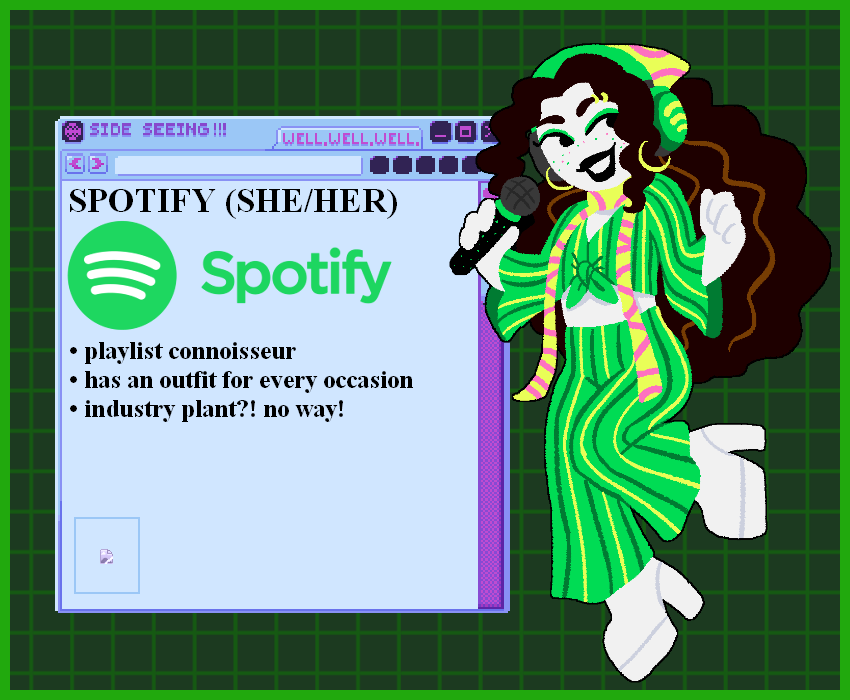 SIDE SEEING!!!
WELL.WELL.WELL.
SPOTIFY (SHE/HER)
Spotify
• playlist connoisseur
• has an outfit for every occasion
• industry plant?! no way!